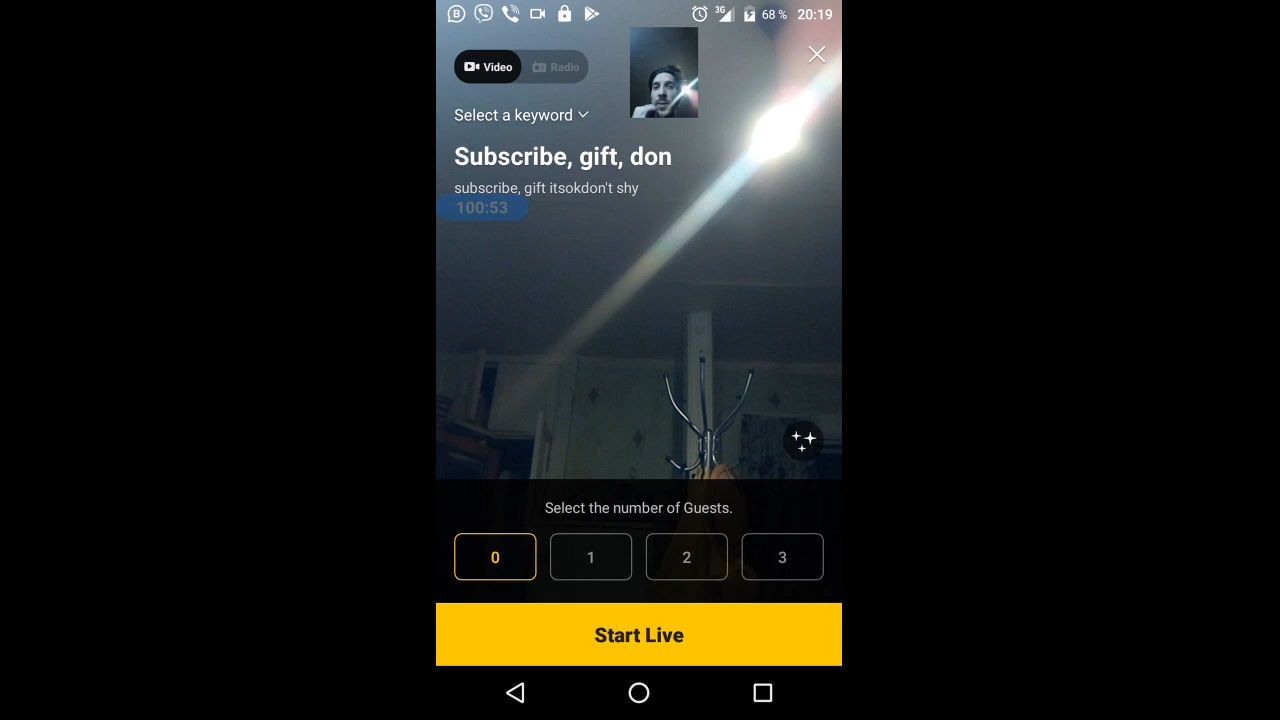 3G 68 % 20:19
Video Radio
Select a keyword
Subscribe, gift, don
subscribe, gift itsokdon't shy
100:53
Select the number of Guests.
0 1 2 3
Start Live